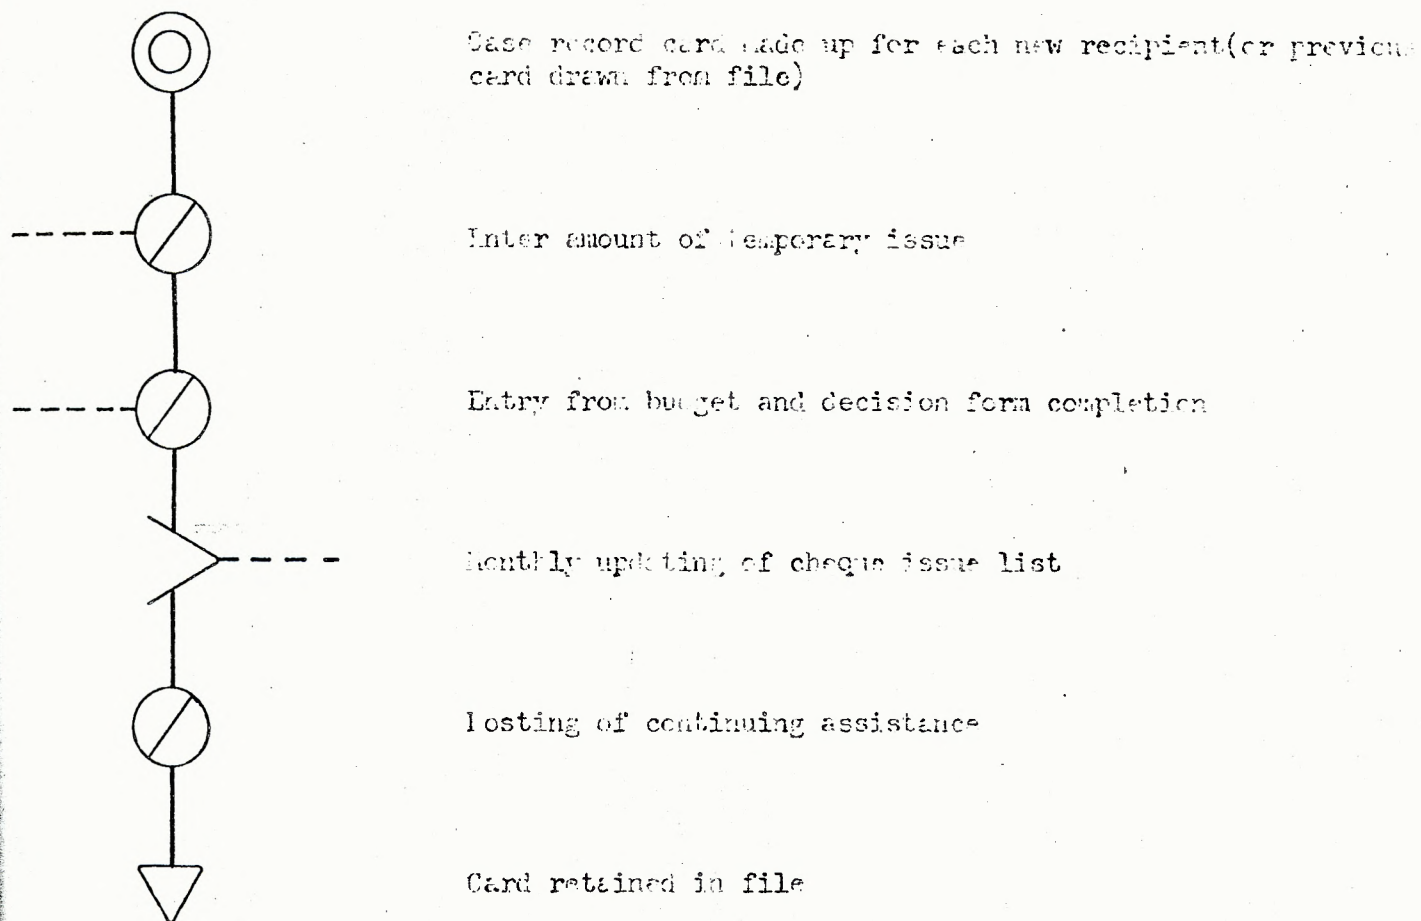 Case record card made up for each new recipient(or previous
card drawn from file)
Enter amount of temporary issue
Entry from budget and decision form completion
Monthly updating of cheque issue list
Posting of continuing assistance
Card retained in file